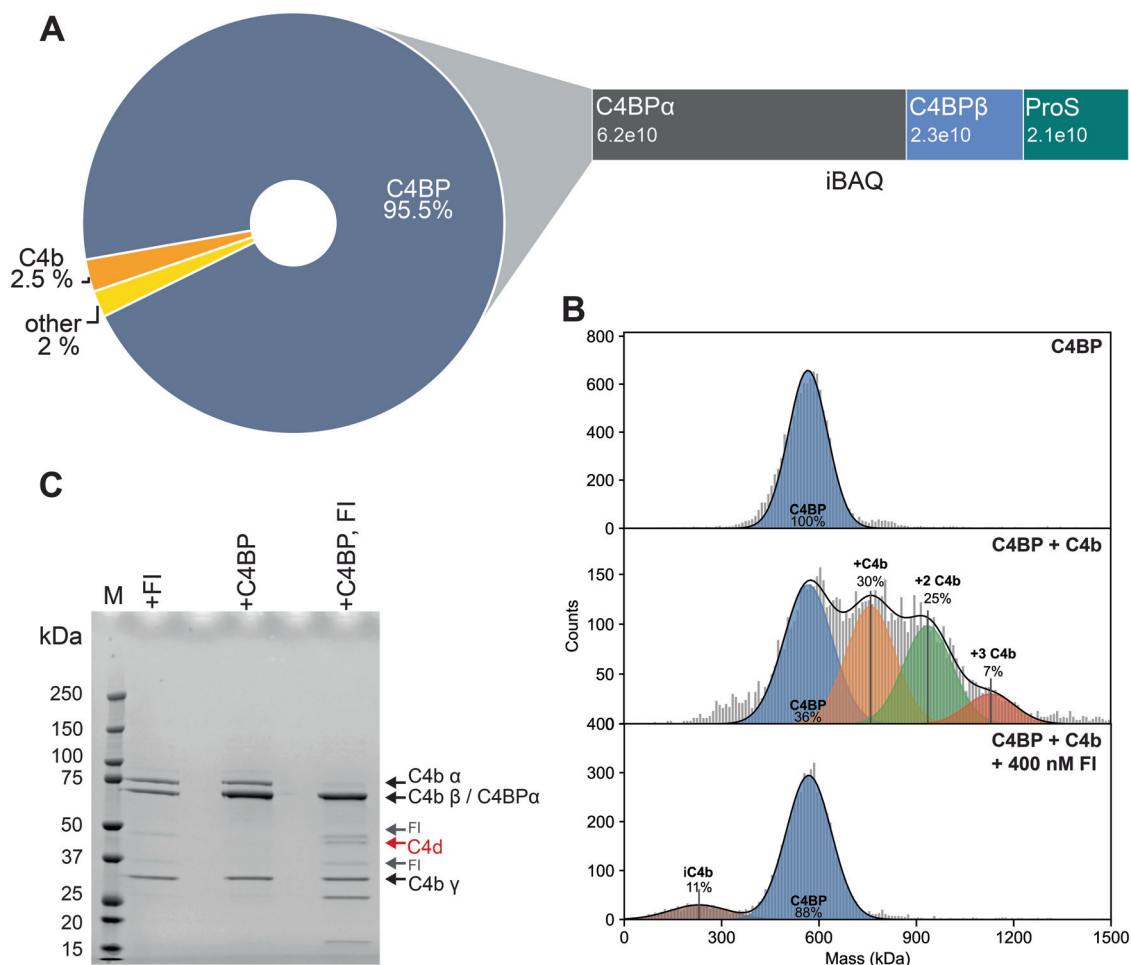 A
C4BP
95.5%
C4b
2.5 %
other
2 %
C4BPα
6.2e10
C4BPβ
2.3e10
ProS
2.1e10
iBAQ
B
C4BP
800
600
400
200
0
C4BP
100%
C4BP + C4b
150
100
50
400
Counts
+C4b
30%
+2 C4b
25%
+3 C4b
7%
C4BP
36%
C4BP + C4b
+ 400 nM FI
300
200
100
0
iC4b
11%
C4BP
88%
0 300 600 900 1200 1500
Mass (kDa)
C
M +FI +C4BP +C4BP, FI
kDa
250
150
100
75
50
37
25
20
15
C4b α
C4b β / C4BPα
FI
C4d
FI
C4b γ